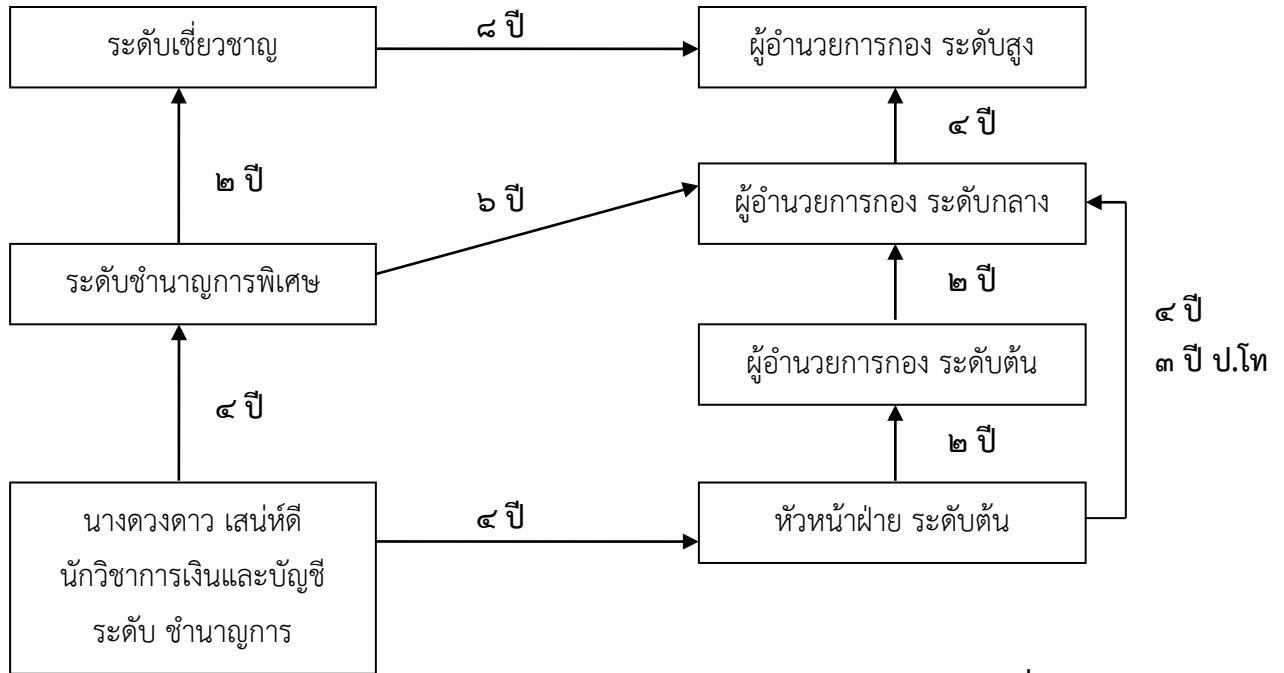 ระดับเชี่ยวชาญ
๘ ปี
ผู้อำนวยการกอง ระดับสูง
๔ ปี
๒ ปี
๖ ปี
ผู้อำนวยการกอง ระดับกลาง
ระดับชำนาญการพิเศษ
๒ ปี
๔ ปี
๓ ปี ป.โท
ผู้อำนวยการกอง ระดับต้น
๔ ปี
๒ ปี
นางดวงดาว เสน่ห์ดี
นักวิชาการเงินและบัญชี
ระดับ ชำนาญการ
๔ ปี
หัวหน้าฝ่าย ระดับต้น